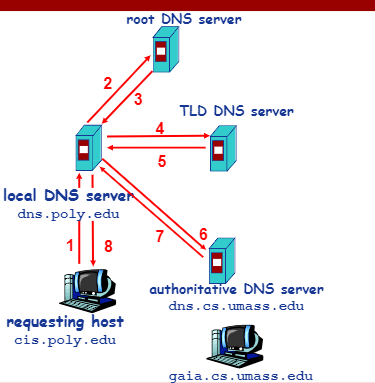 root DNS server
2
3
TLD DNS server
4
5
local DNS server
dns.poly.edu
6
7
1
8
authoritative DNS server
dns.cs.umass.edu
requesting host
cis.poly.edu
gaia.cs.umass.edu